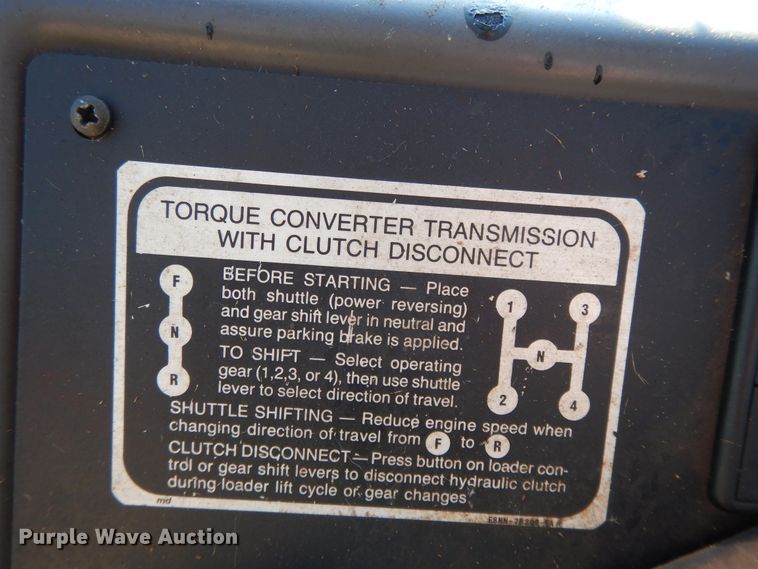 TORQUE CONVERTER TRANSMISSION
WITH CLUTCH DISCONNECT
F
N
R
BEFORE STARTING — Place
both shuttle (power reversing)
and gear shift lever in neutral and
assure parking brake is applied.
TO SHIFT — Select operating
gear (1,2,3, or 4), then use shuttle
lever to select direction of travel.
1 3
N
2 4
SHUTTLE SHIFTING — Reduce engine speed when
changing direction of travel from F to R
CLUTCH DISCONNECT — Press button on loader con-
trol or gear shift levers to disconnect hydraulic clutch
during loader lift cycle or gear changes
md
Purple Wave Auction